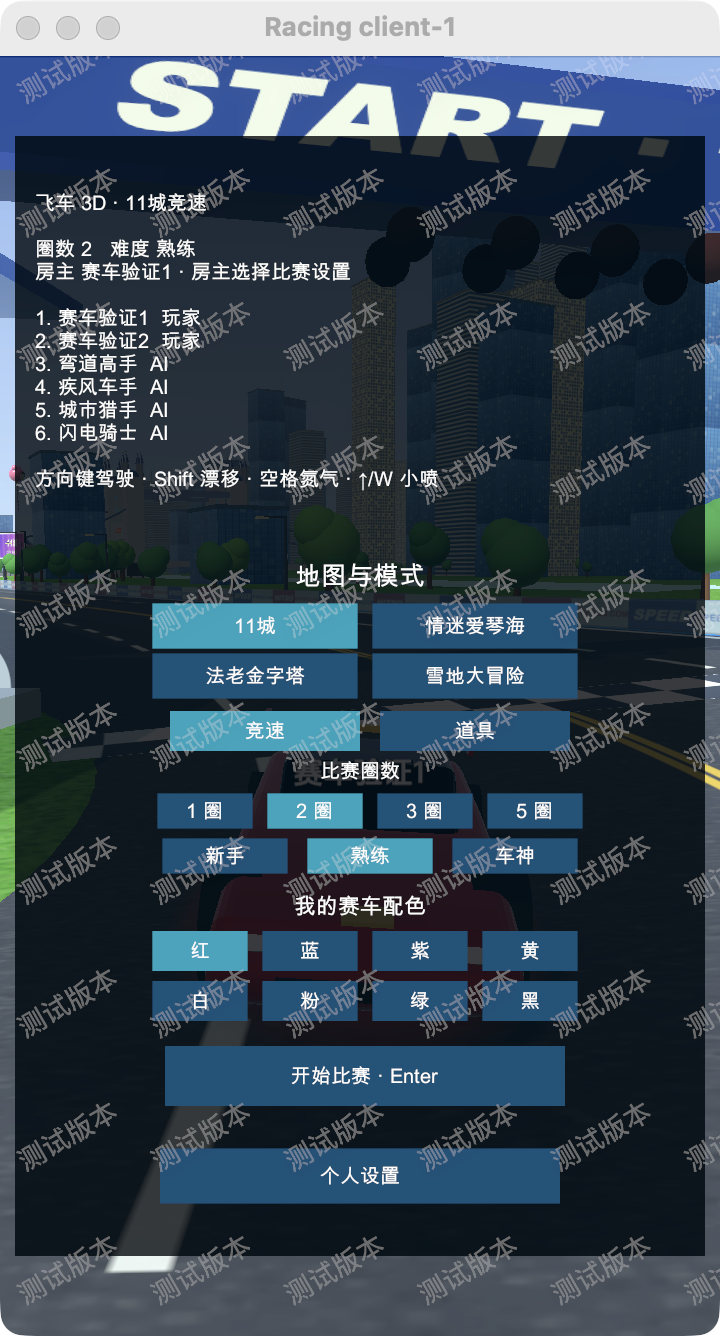 Racing client-1
START
飞车 3D · 11城竞速
圈数 2 难度 熟练
房主 赛车验证1 · 房主选择比赛设置
1. 赛车验证1 玩家
2. 赛车验证2 玩家
3. 弯道高手 AI
4. 疾风车手 AI
5. 城市猎手 AI
6. 闪电骑士 AI
方向键驾驶 · Shift 漂移 · 空格氮气 · ↑/W 小喷
地图与模式
11城 情迷爱琴海
SPEED
法老金字塔 雪地大冒险
竞速 道具
比赛圈数
赛车验证1
1 圈 2 圈 3 圈 5 圈
新手 熟练 车神
我的赛车配色
红 蓝 紫 黄
白 粉 绿 黑
开始比赛 · Enter
个人设置
测试版本